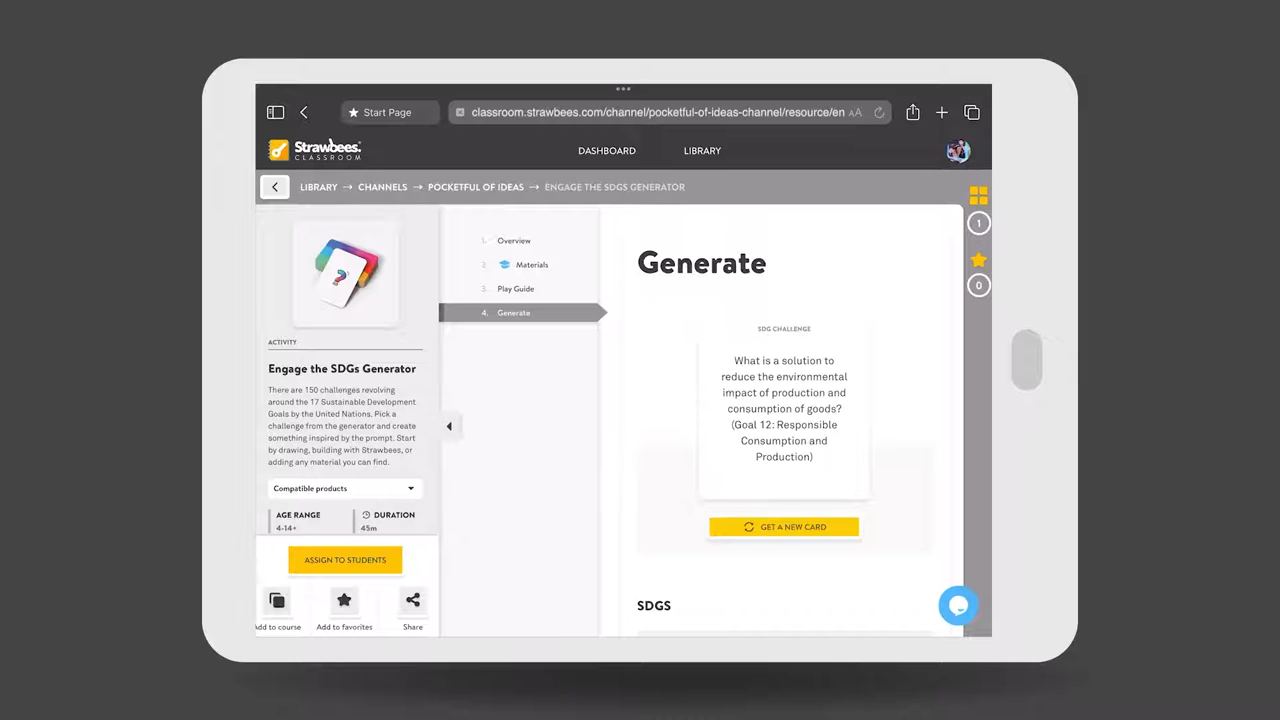 Start Page
classroom.strawbees.com/channel/pocketful-of-ideas-channel/resource/en
AA
Strawbees
CLASSROOM
DASHBOARD
LIBRARY
LIBRARY → CHANNELS → POCKETFUL OF IDEAS → ENGAGE THE SDGS GENERATOR
1
0
?
ACTIVITY
Engage the SDGs Generator
There are 150 challenges revolving
around the 17 Sustainable Development
Goals by the United Nations. Pick a
challenge from the generator and create
something inspired by the prompt. Start
by drawing, building with Strawbees, or
adding any material you can find.
Compatible products
AGE RANGE
4-14+
DURATION
45m
ASSIGN TO STUDENTS
Add to course
Add to favorites
Share
1. Overview
2. Materials
3. Play Guide
4. Generate
Generate
SDG CHALLENGE
What is a solution to
reduce the environmental
impact of production and
consumption of goods?
(Goal 12: Responsible
Consumption and
Production)
GET A NEW CARD
SDGS